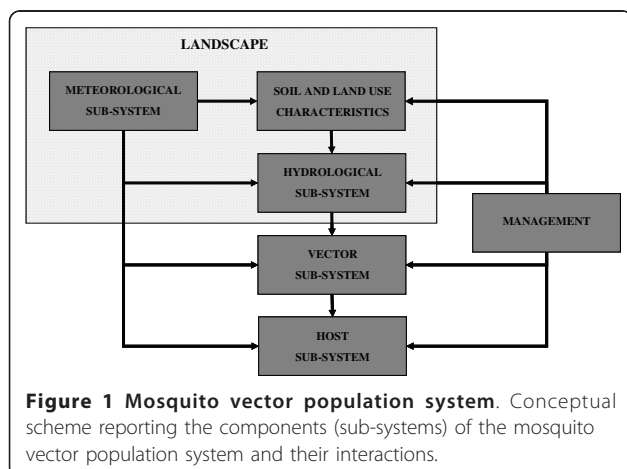 LANDSCAPE
METEOROLOGICAL
SUB-SYSTEM
SOIL AND LAND USE
CHARACTERISTICS
HYDROLOGICAL
SUB-SYSTEM
MANAGEMENT
VECTOR
SUB-SYSTEM
HOST
SUB-SYSTEM
Figure 1 Mosquito vector population system. Conceptual
scheme reporting the components (sub-systems) of the mosquito
vector population system and their interactions.